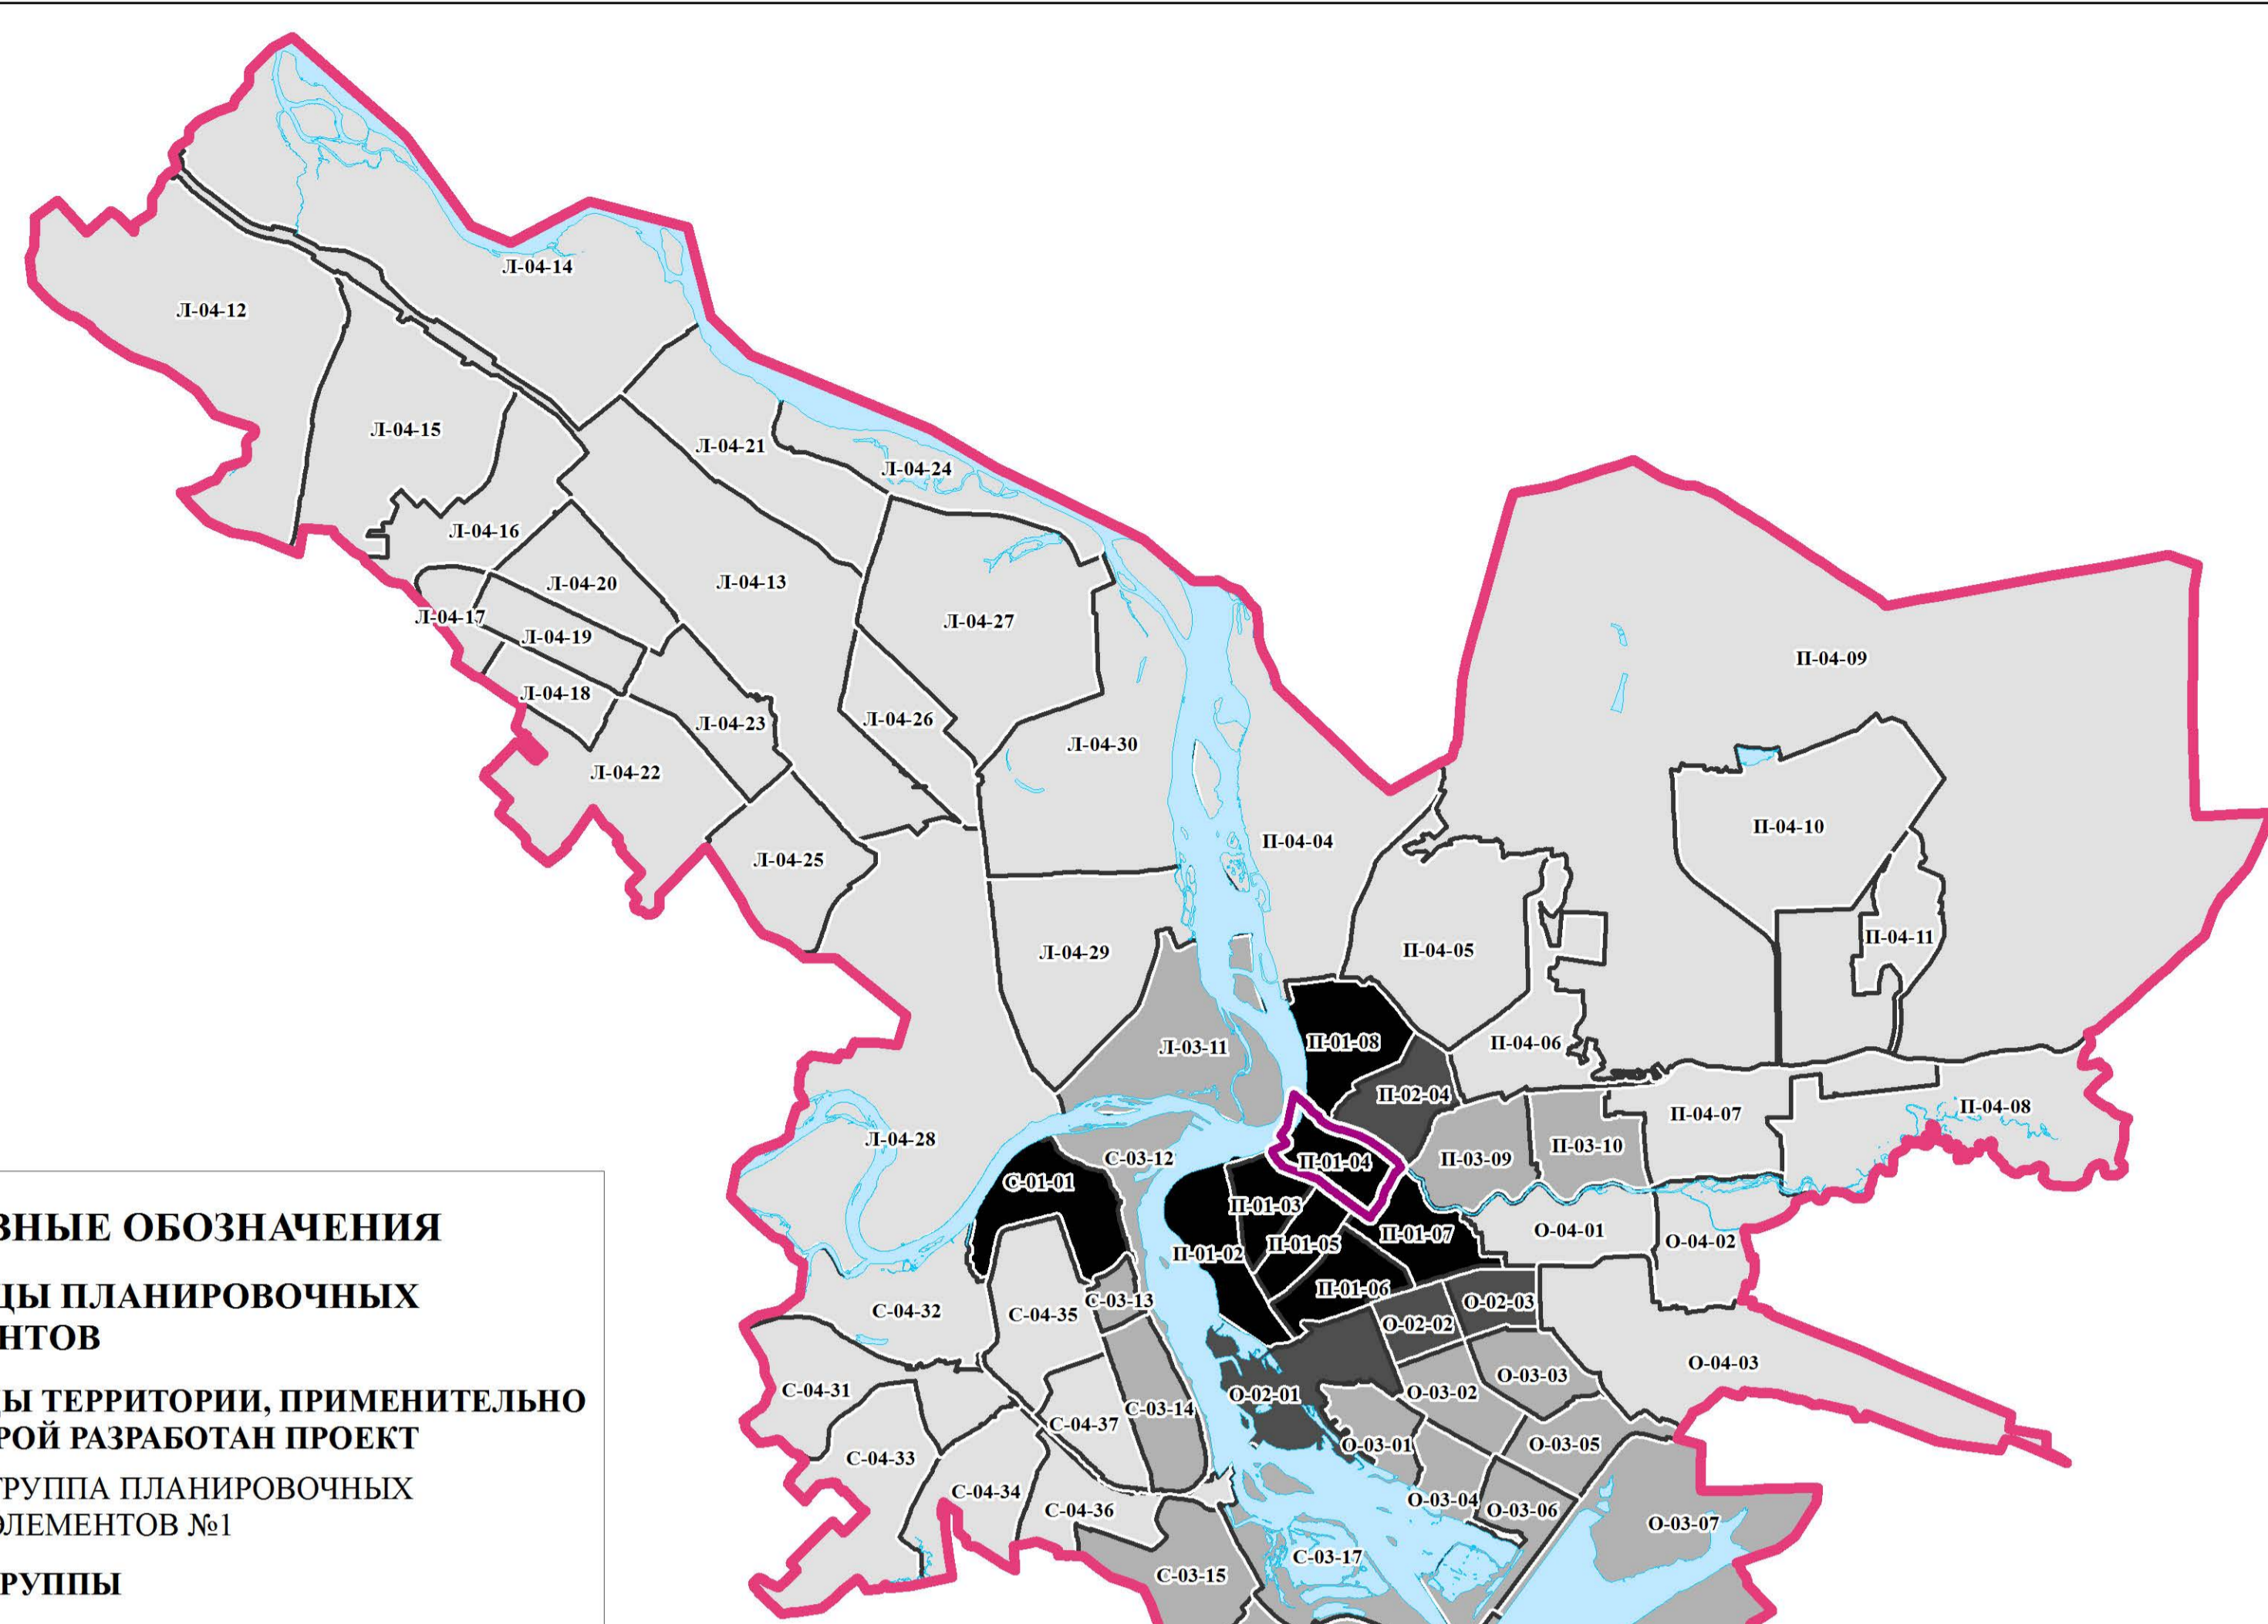 Л-04-14
Л-04-12
Л-04-15
Л-04-21
Л-04-24
Л-04-16
Л-04-20
Л-04-13
Л-04-17
Л-04-19
Л-04-27
Л-04-18
Л-04-23
Л-04-26
Л-04-30
Л-04-22
Л-04-25
П-04-09
П-04-10
П-04-04
П-04-11
П-04-05
Л-04-29
Л-03-11
П-01-08
П-04-06
П-02-04
П-04-07
П-04-08
Л-04-28
С-03-12
П-01-04
П-03-09
П-03-10
С-01-01
П-01-03
П-01-05
П-01-07
О-04-01
О-04-02
П-01-02
П-01-06
С-04-32
С-04-35
С-03-13
О-02-02
О-02-03
О-04-03
С-04-31
О-02-01
О-03-02
О-03-03
С-03-14
С-04-37
С-04-33
О-03-01
О-03-05
С-04-34
С-04-36
О-03-04
О-03-06
О-03-07
С-03-17
С-03-15
ВНЫЕ ОБОЗНАЧЕНИЯ
ЦЫ ПЛАНИРОВОЧНЫХ
НТОВ
Ы ТЕРРИТОРИИ, ПРИМЕНИТЕЛЬНО
РОЙ РАЗРАБОТАН ПРОЕКТ
ГРУППА ПЛАНИРОВОЧНЫХ
ЭЛЕМЕНТОВ №1
РУППЫ